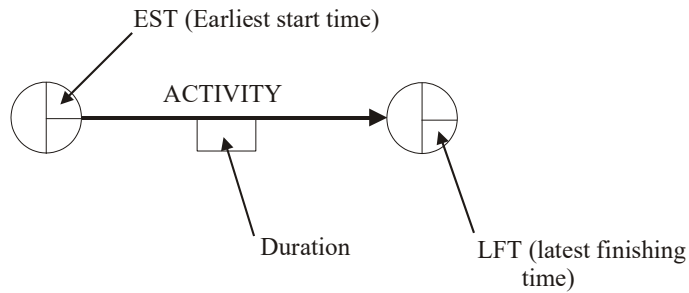 EST (Earliest start time)
ACTIVITY
Duration
LFT (latest finishing
time)